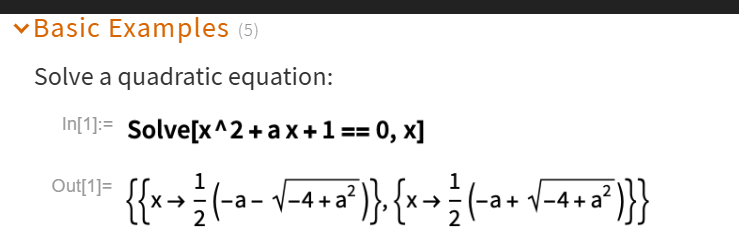 Basic Examples (5)
Solve a quadratic equation:
In[1]:= Solve[x^2 + a x + 1 == 0, x]
Out[1]= {{x → 1/2 (-a - √(-4 + a²))}, {x → 1/2 (-a + √(-4 + a²))}}